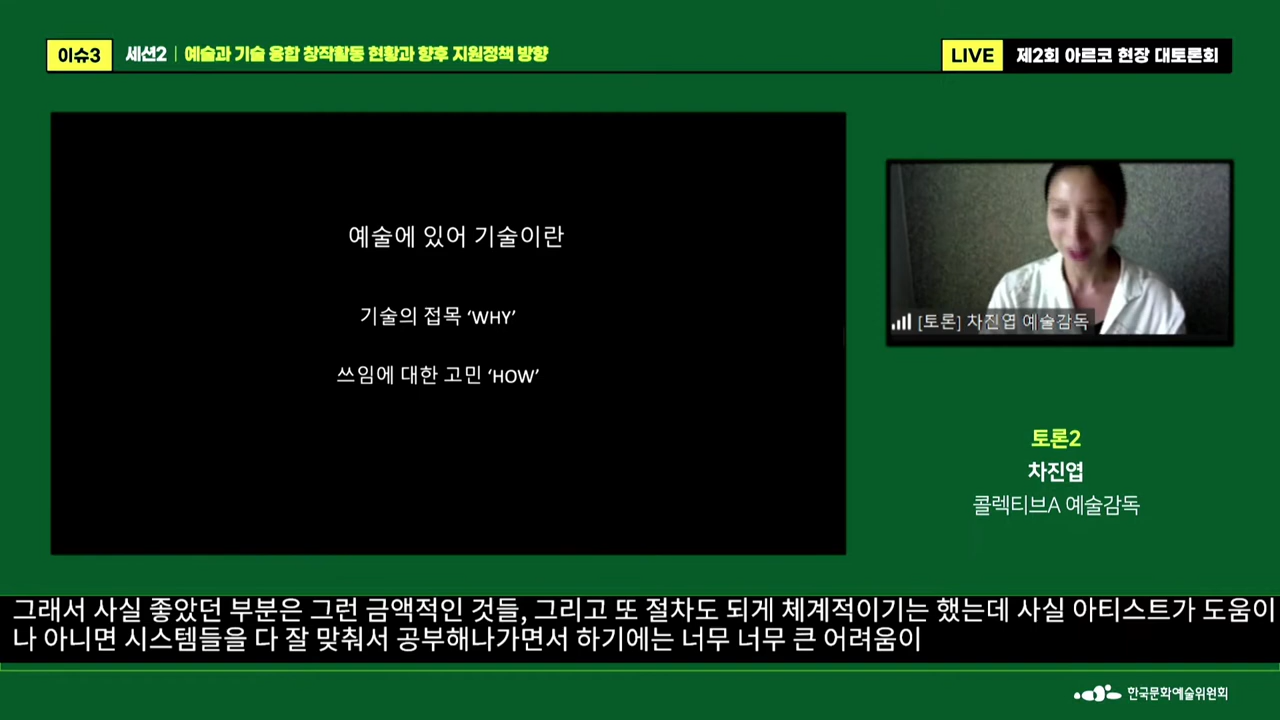 이슈3
세션2 | 예술과 기술 융합 창작활동 현황과 향후 지원정책 방향
LIVE
제2회 아르코 현장 대토론회
예술에 있어 기술이란
기술의 접목 ‘WHY’
쓰임에 대한 고민 ‘HOW’
[토론] 차진엽 예술감독
토론2
차진엽
콜렉티브A 예술감독
그래서 사실 좋았던 부분은 그런 금액적인 것들, 그리고 또 절차도 되게 체계적이기는 했는데 사실 아티스트가 도움이
나 아니면 시스템들을 다 잘 맞춰서 공부해나가면서 하기에는 너무 너무 큰 어려움이
한국문화예술위원회